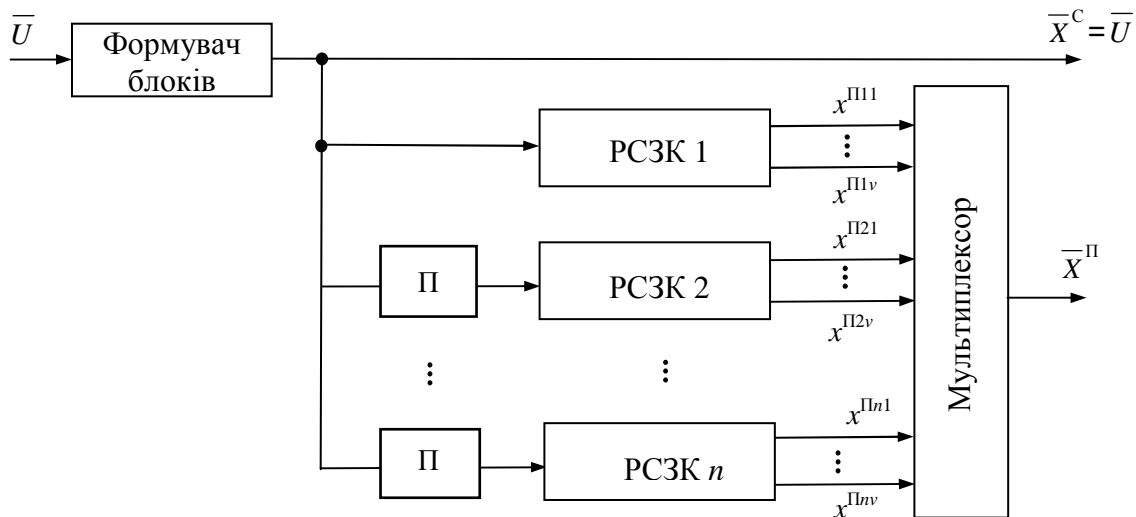 U̅
Формувач
блоків
X̅ᶜ = U̅
РСЗК 1
x^П11
⋮
x^П1v
П
РСЗК 2
x^П21
⋮
x^П2v
⋮
⋮
П
РСЗК n
x^Пn1
⋮
x^Пnv
Мультиплексор
X̅^П